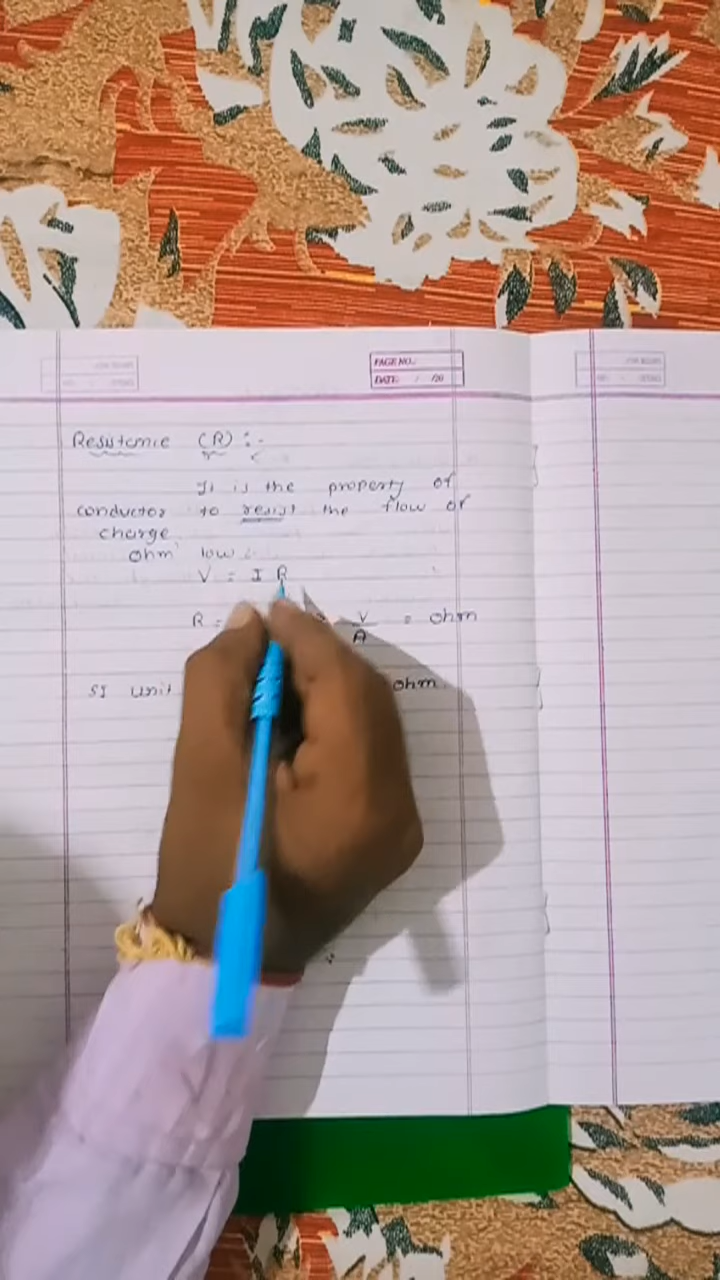 PAGE NO.
DATE / /20
Resistance (R) :-
It is the property of
conductor to resist the flow of
charge
ohm' low :
V = I R
R = V/A = ohm
SI unit ohm